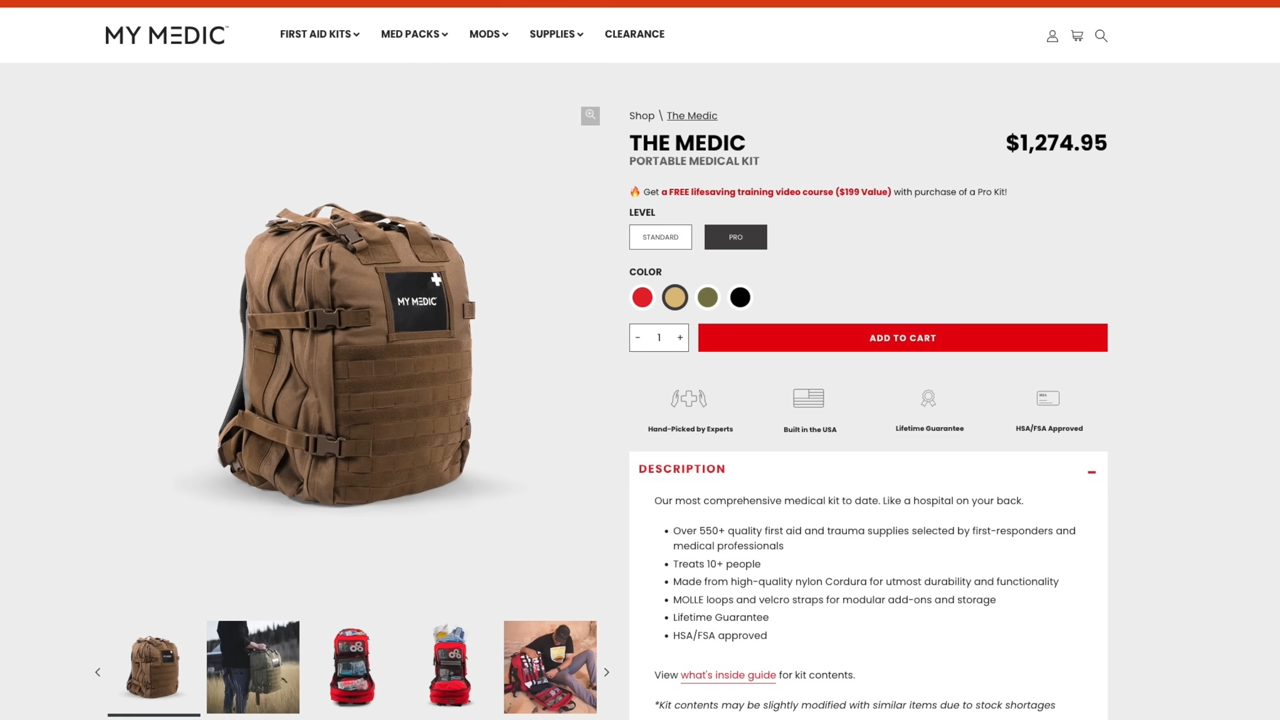 MY MEDIC™
FIRST AID KITS
MED PACKS
MODS
SUPPLIES
CLEARANCE
Shop \ The Medic
THE MEDIC
$1,274.95
PORTABLE MEDICAL KIT
🔥 Get a FREE lifesaving training video course ($199 Value) with purchase of a Pro Kit!
LEVEL
STANDARD
PRO
COLOR
- 1 +
ADD TO CART
MY MEDIC
Hand-Picked by Experts
Built in the USA
Lifetime Guarantee
HSA/FSA Approved
DESCRIPTION
Our most comprehensive medical kit to date. Like a hospital on your back.
• Over 550+ quality first aid and trauma supplies selected by first-responders and
medical professionals
• Treats 10+ people
• Made from high-quality nylon Cordura for utmost durability and functionality
• MOLLE loops and velcro straps for modular add-ons and storage
• Lifetime Guarantee
• HSA/FSA approved
View what's inside guide for kit contents.
*Kit contents may be slightly modified with similar items due to stock shortages